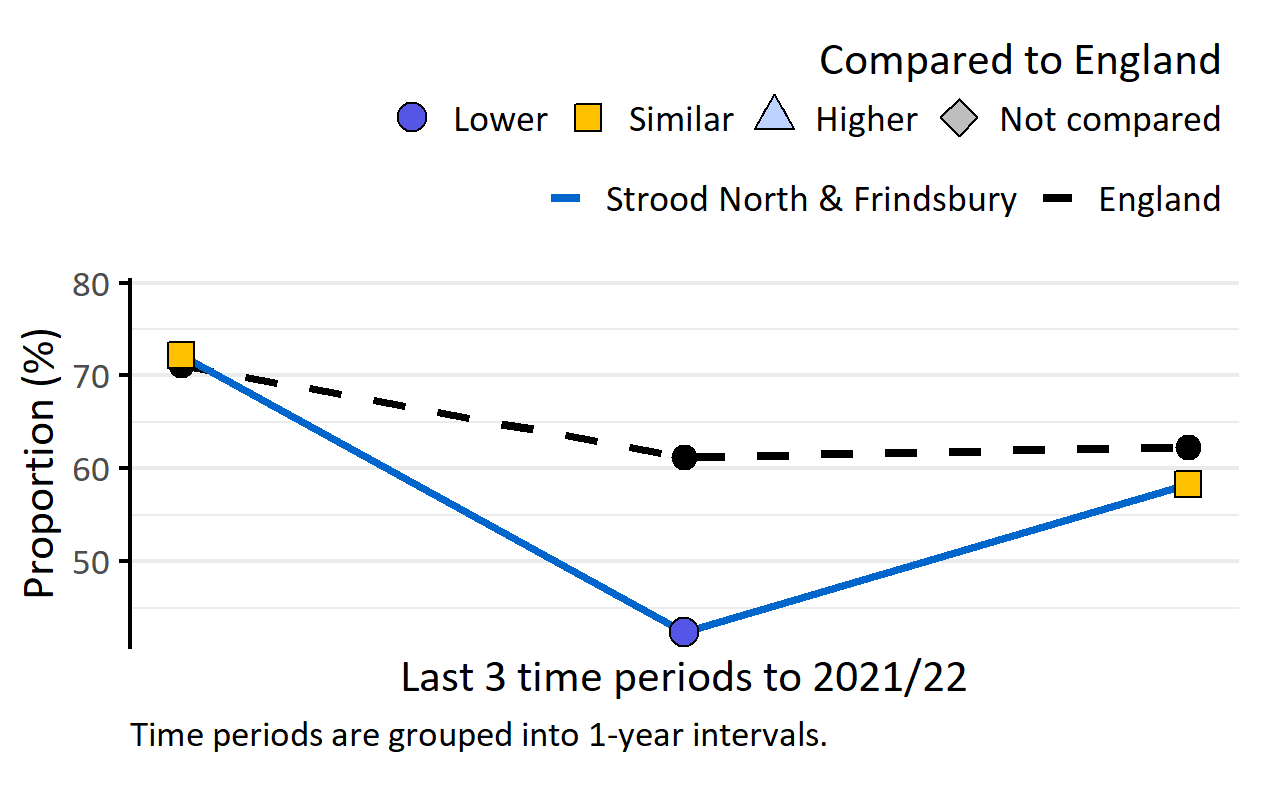 Compared to England
Lower Similar Higher Not compared
Strood North & Frindsbury England
80
70
60
50
Proportion (%)
Last 3 time periods to 2021/22
Time periods are grouped into 1-year intervals.